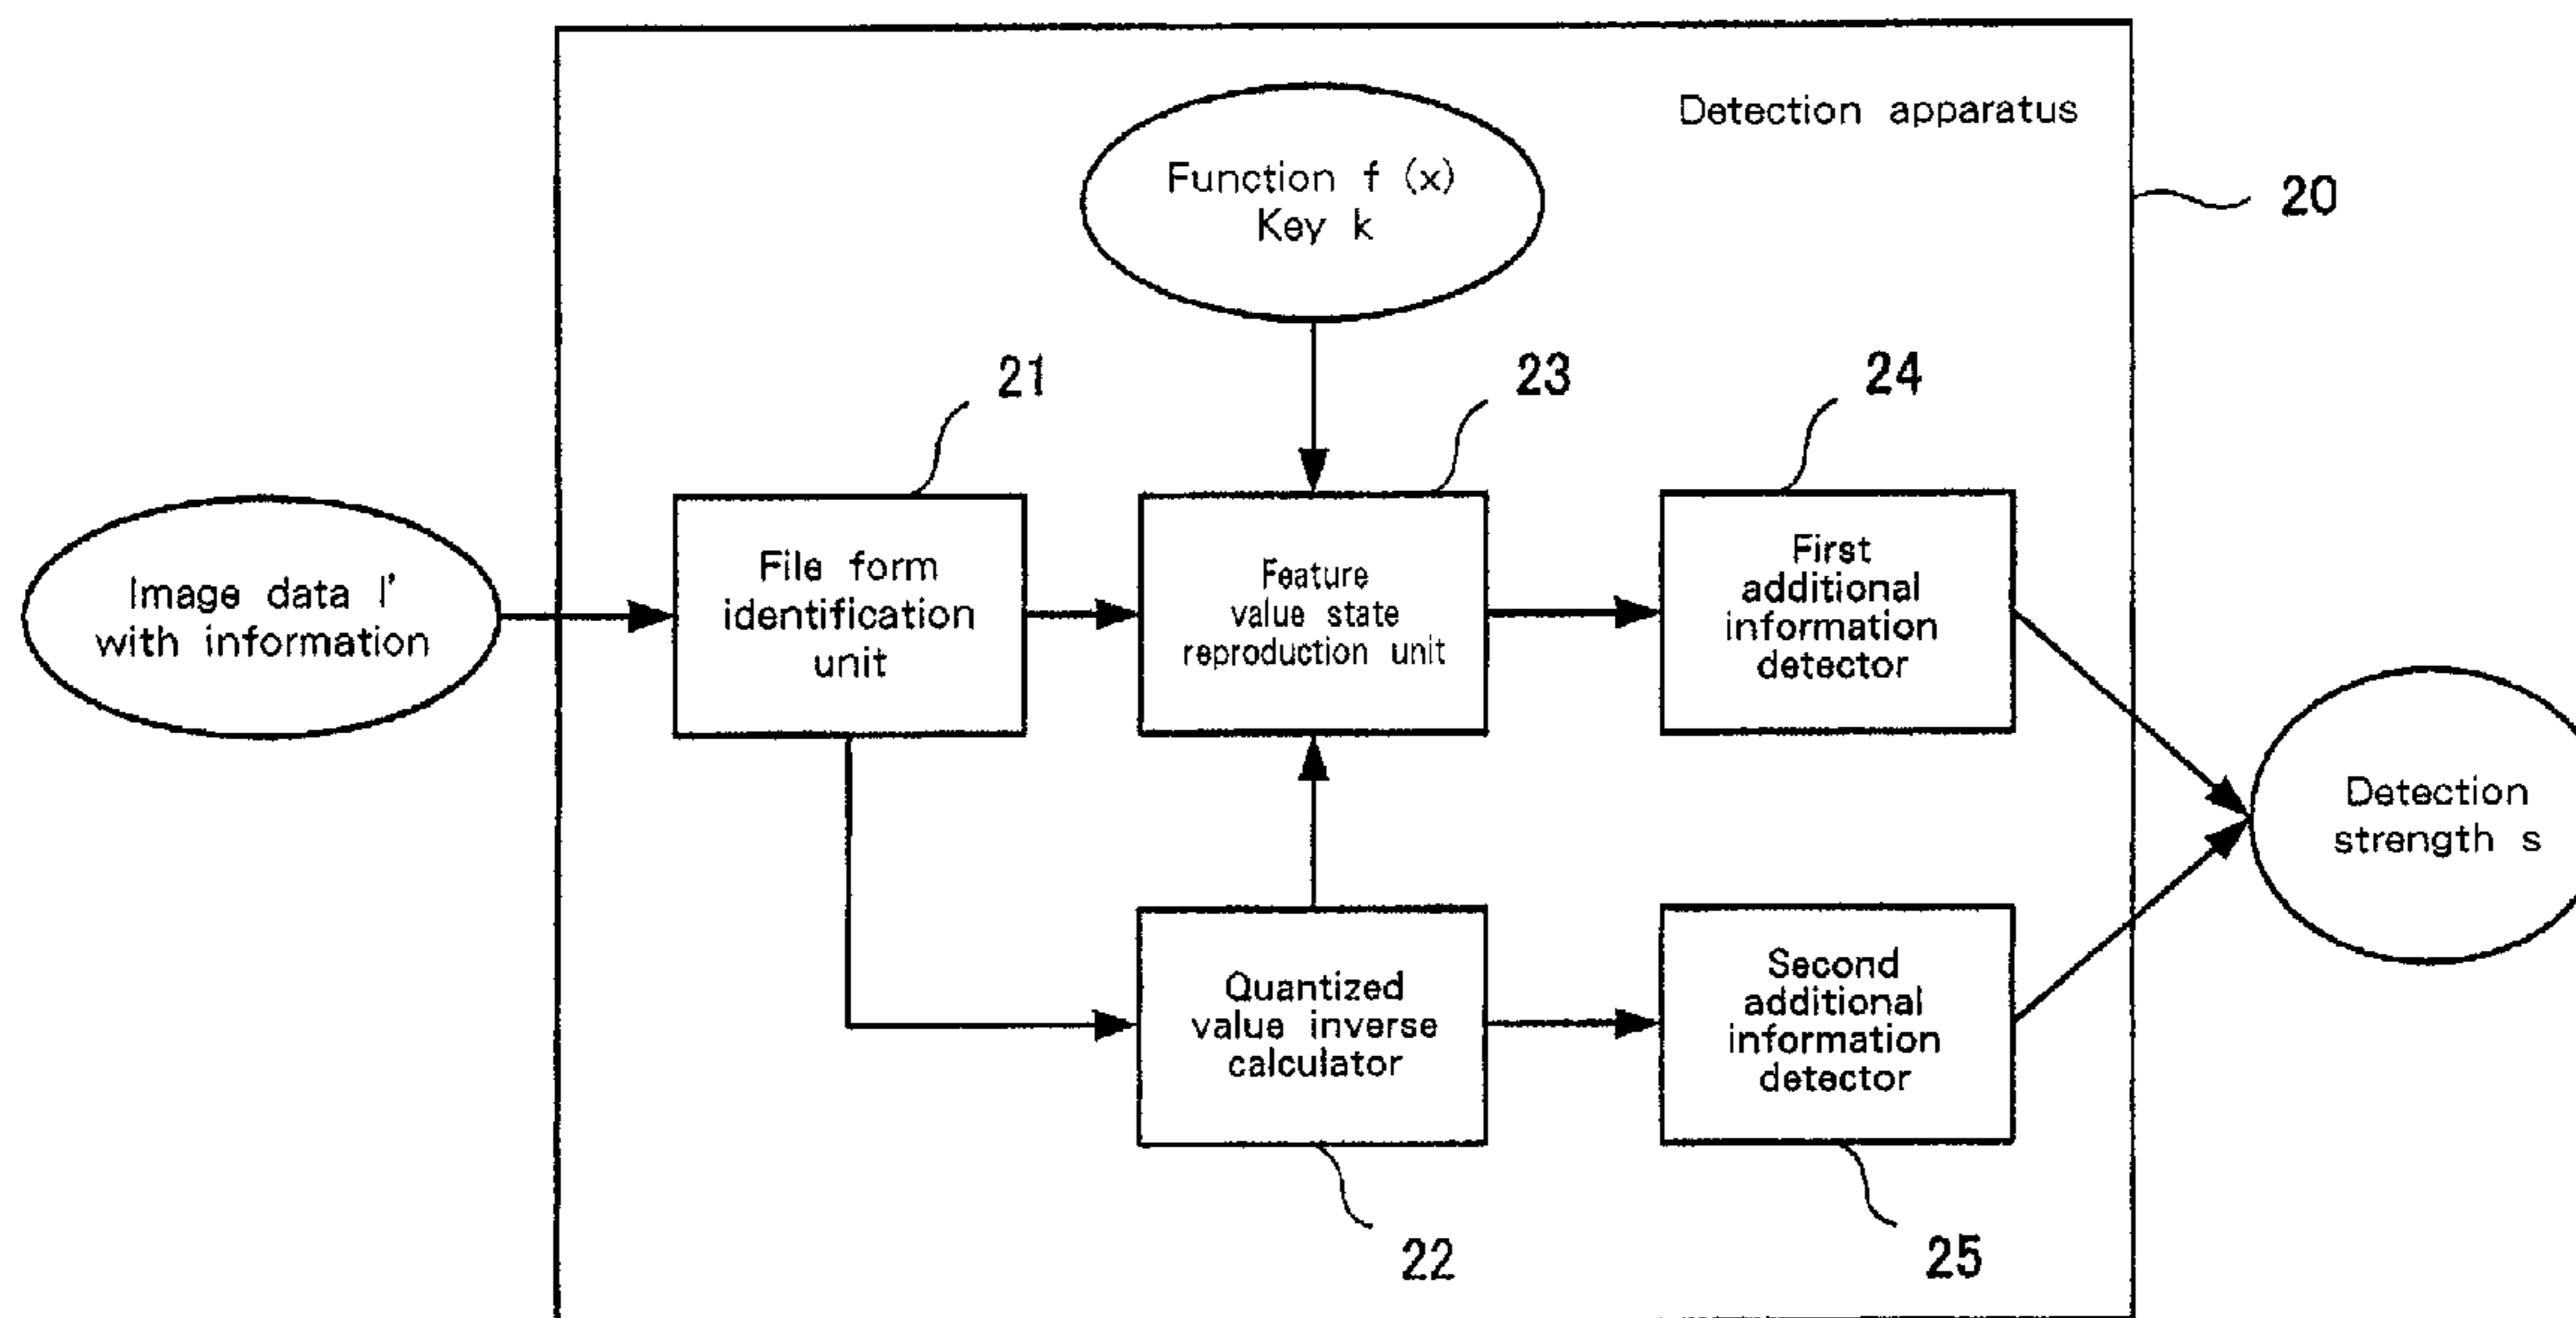 Detection apparatus
20
Function f (x)
Key k
21
23
24
Image data I'
with information
File form
identification
unit
Feature
value state
reproduction unit
First
additional
information
detector
Detection
strength s
Quantized
value inverse
calculator
Second
additional
information
detector
22
25